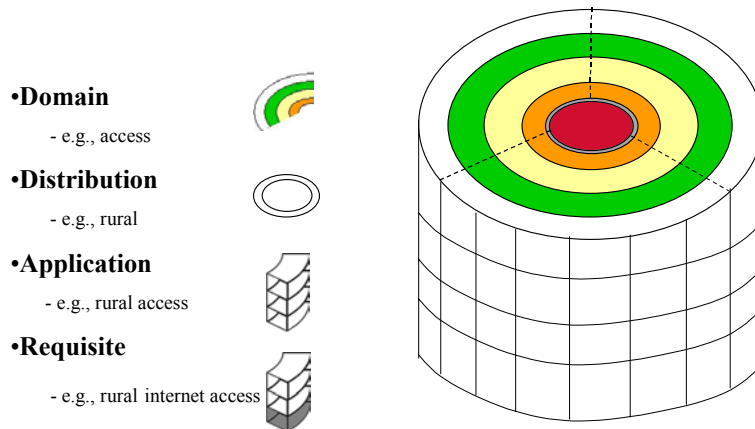 •Domain
- e.g., access
•Distribution
- e.g., rural
•Application
- e.g., rural access
•Requisite
- e.g., rural internet access